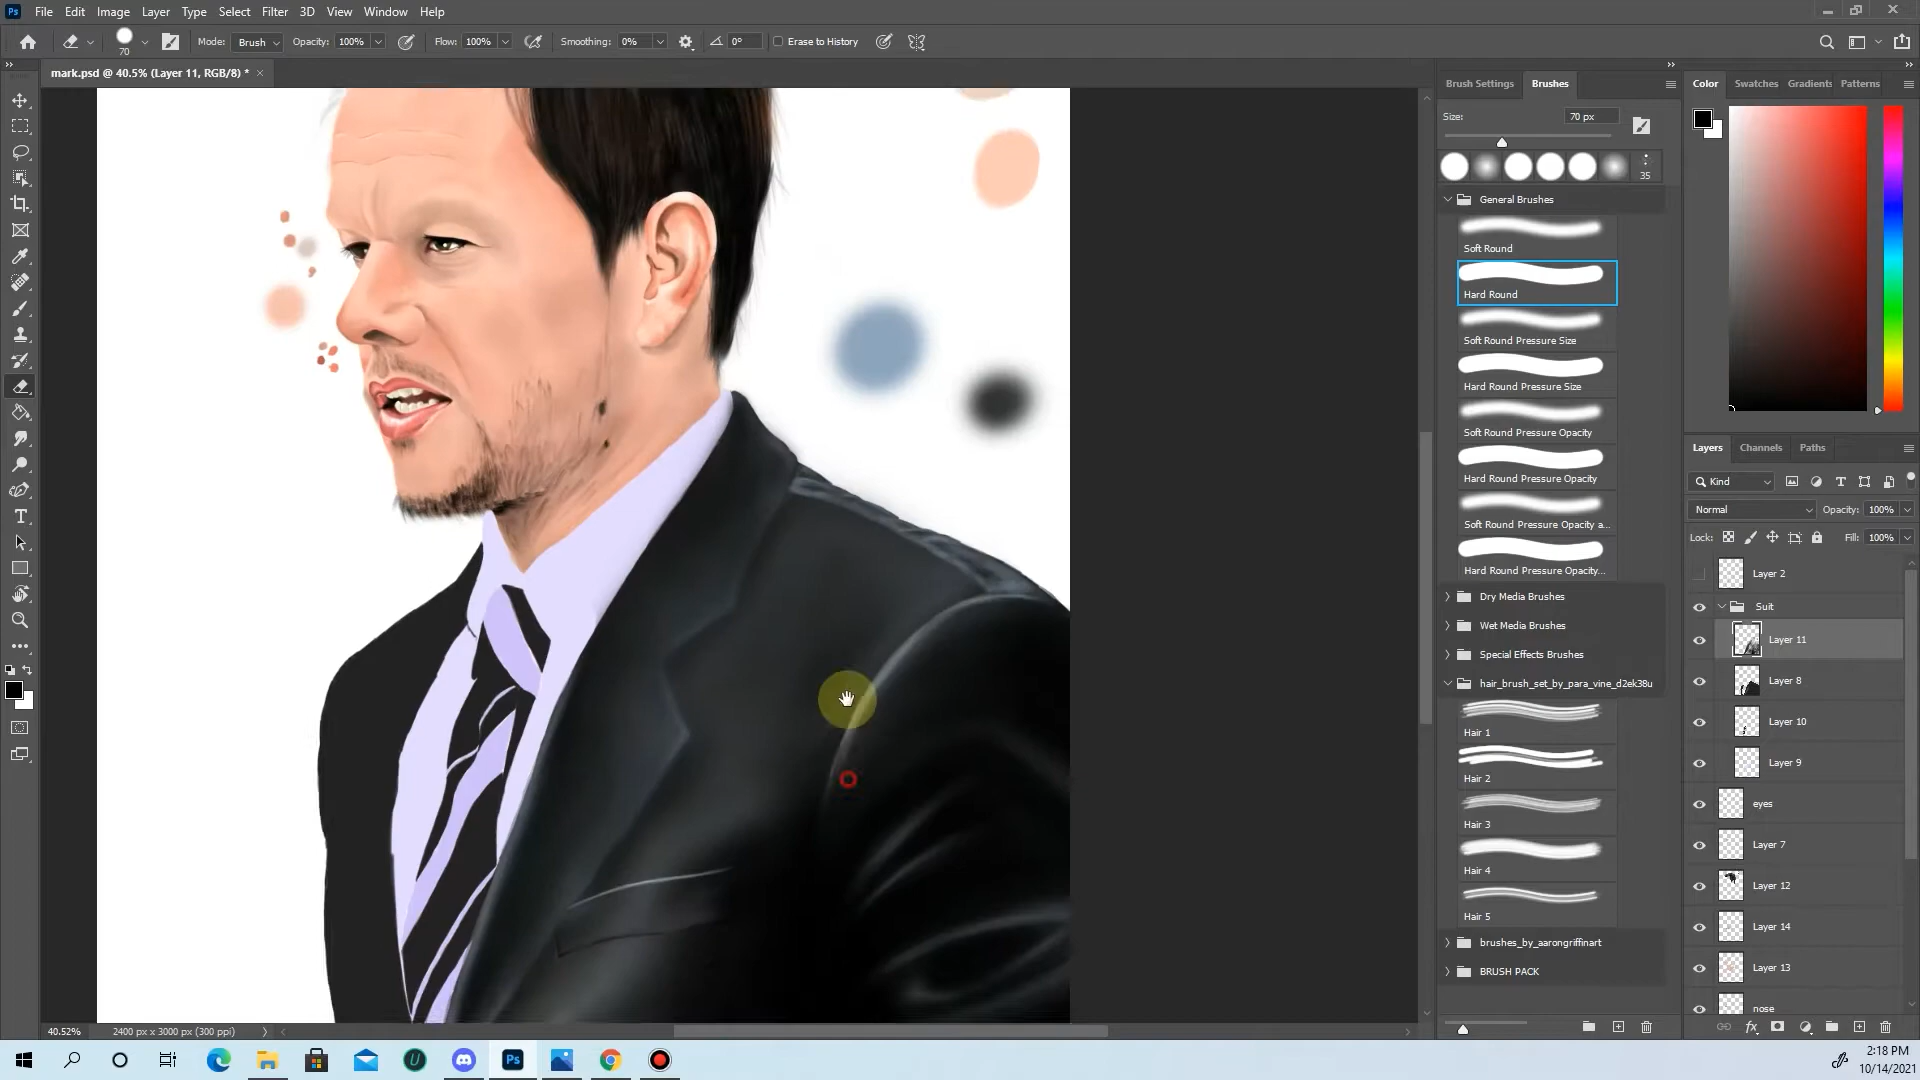 Ps File Edit Image Layer Type Select Filter 3D View Window Help
70 Mode: Brush Opacity: 100% Flow: 100% Smoothing: 0% 0° Erase to History
mark.psd @ 40.5% (Layer 11, RGB/8) * ×
Brush Settings Brushes
Size: 70 px
35
General Brushes
Soft Round
Hard Round
Soft Round Pressure Size
Hard Round Pressure Size
Soft Round Pressure Opacity
Hard Round Pressure Opacity
Soft Round Pressure Opacity a...
Hard Round Pressure Opacity...
Dry Media Brushes
Wet Media Brushes
Special Effects Brushes
hair_brush_set_by_para_vine_d2ek38u
Hair 1
Hair 2
Hair 3
Hair 4
Hair 5
brushes_by_aarongriffinart
BRUSH PACK
Color Swatches Gradients Patterns
Layers Channels Paths
Kind
Normal Opacity: 100%
Lock: Fill: 100%
Layer 2
Suit
Layer 11
Layer 8
Layer 10
Layer 9
eyes
Layer 7
Layer 12
Layer 14
Layer 13
nose
40.52% 2400 px x 3000 px (300 ppi)
Ps
2:18 PM
10/14/2021